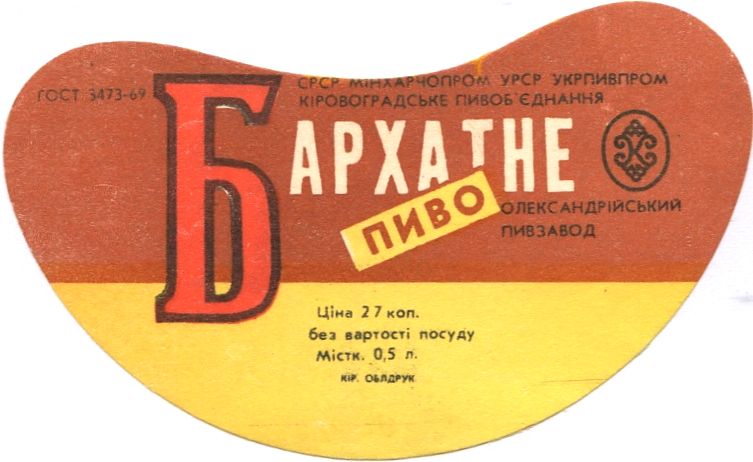 ГОСТ 3473-69
СРСР МІНХАРЧОПРОМ УРСР УКРПИВПРОМ
КІРОВОГРАДСЬКЕ ПИВОБ'ЄДНАННЯ
БАРХАТНЕ
ПИВО
ОЛЕКСАНДРІЙСЬКИЙ
ПИВЗАВОД
Ціна 27 коп.
без вартості посуду
Містк. 0,5 л.
КІР. ОБЛДРУК